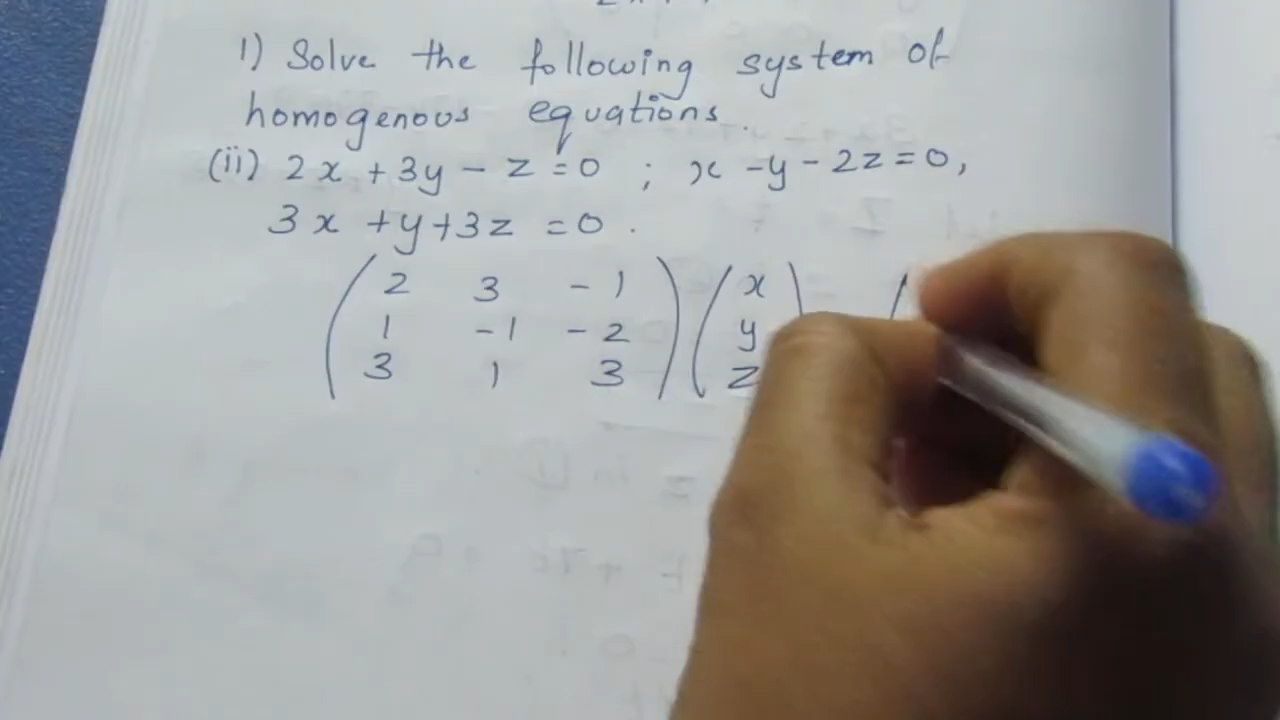 1) Solve the following system of
homogenous equations.
(ii) 2x + 3y - z = 0 ; x - y - 2z = 0,
3x + y + 3z = 0 .
( 2 3 -1 ) ( x )
1 -1 -2 y
3 1 3 z